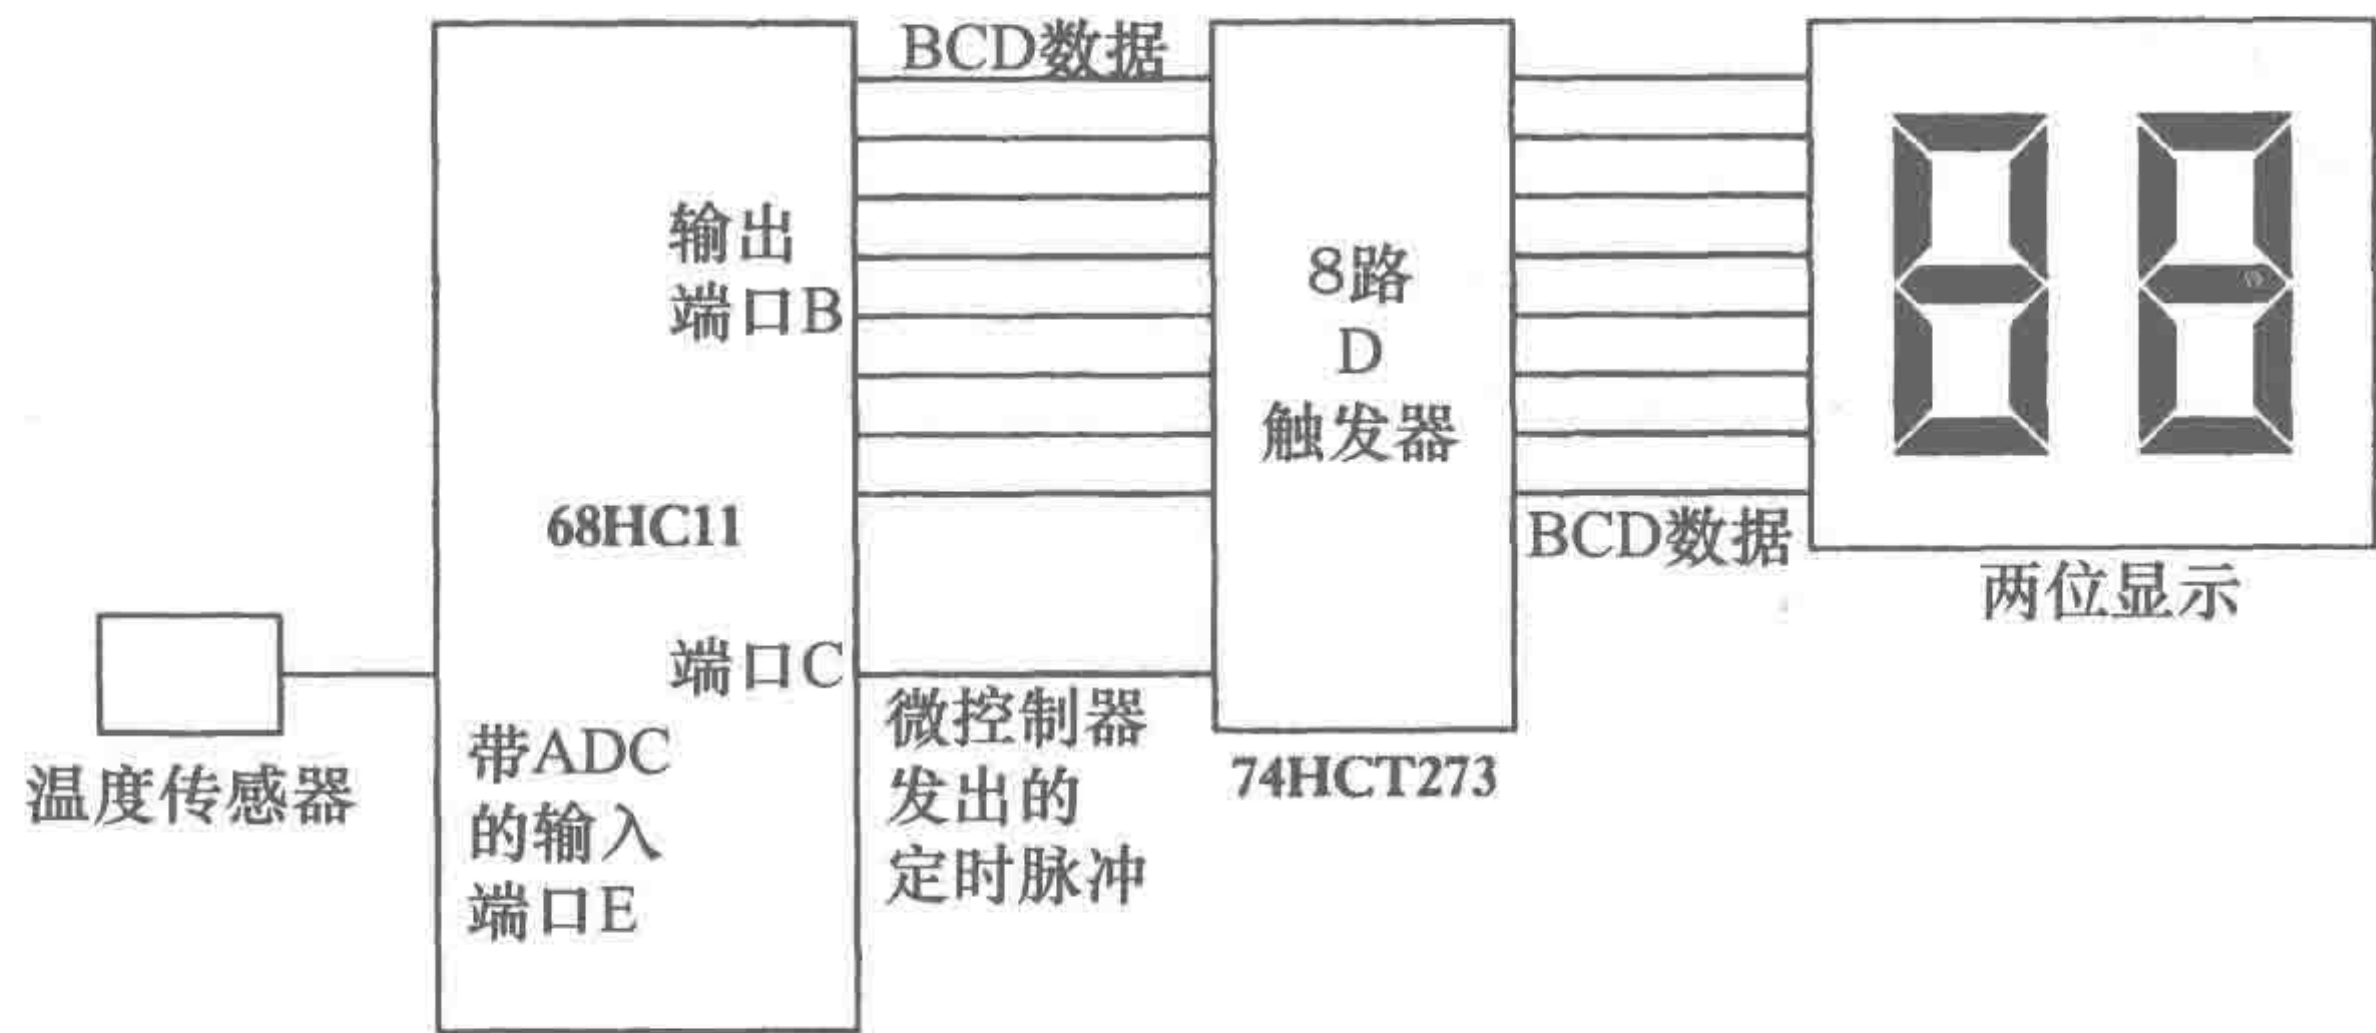 BCD数据
输出
端口B
68HC11
端口C
带ADC
的输入
端口E
温度传感器
微控制器
发出的
定时脉冲
8路
D
触发器
74HCT273
BCD数据
两位显示